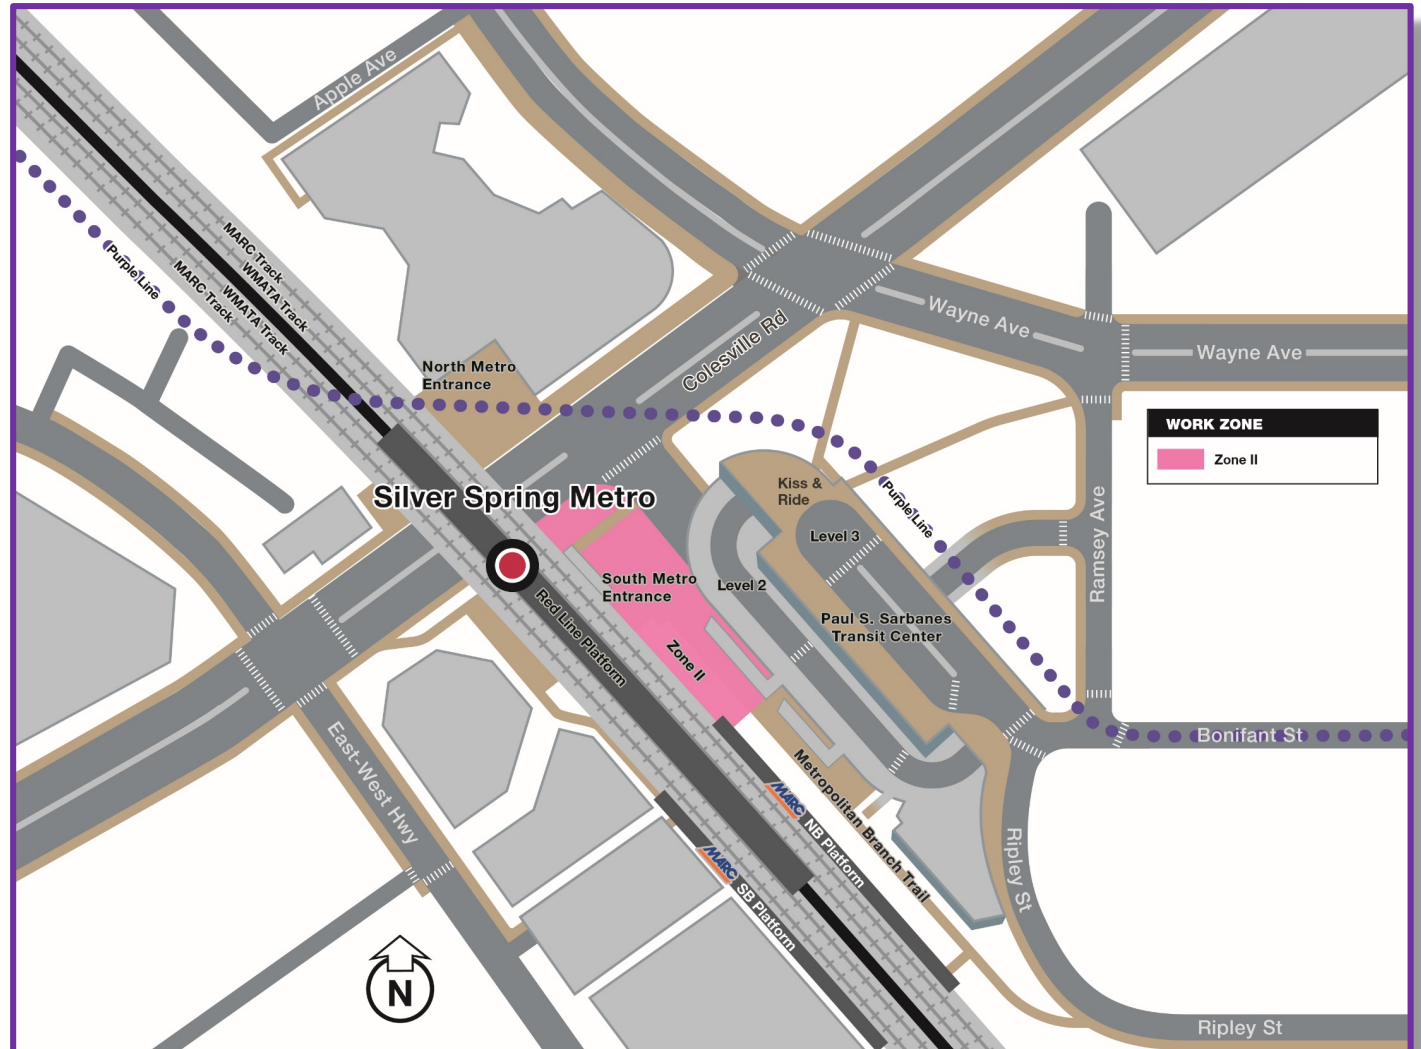 Apple Ave
MARC Track
WMATA Track
MARC Track
WMATA Track
Purple Line
North Metro
Entrance
Colesville Rd
Wayne Ave
Wayne Ave
WORK ZONE
Zone II
Silver Spring Metro
Kiss &
Ride
Level 3
Purple Line
Ramsey Ave
South Metro
Entrance
Level 2
Red Line Platform
Paul S. Sarbanes
Transit Center
Zone II
East-West Hwy
Bonifant St
Metropolitan Branch Trail
MARC NB Platform
MARC SB Platform
Ripley St
N
Ripley St